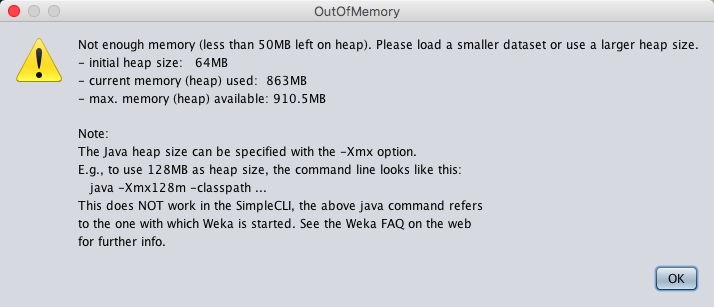 OutOfMemory
Not enough memory (less than 50MB left on heap). Please load a smaller dataset or use a larger heap size.
- initial heap size:   64MB
- current memory (heap) used:  863MB
- max. memory (heap) available: 910.5MB
Note:
The Java heap size can be specified with the -Xmx option.
E.g., to use 128MB as heap size, the command line looks like this:
java -Xmx128m -classpath ...
This does NOT work in the SimpleCLI, the above java command refers
to the one with which Weka is started. See the Weka FAQ on the web
for further info.
OK